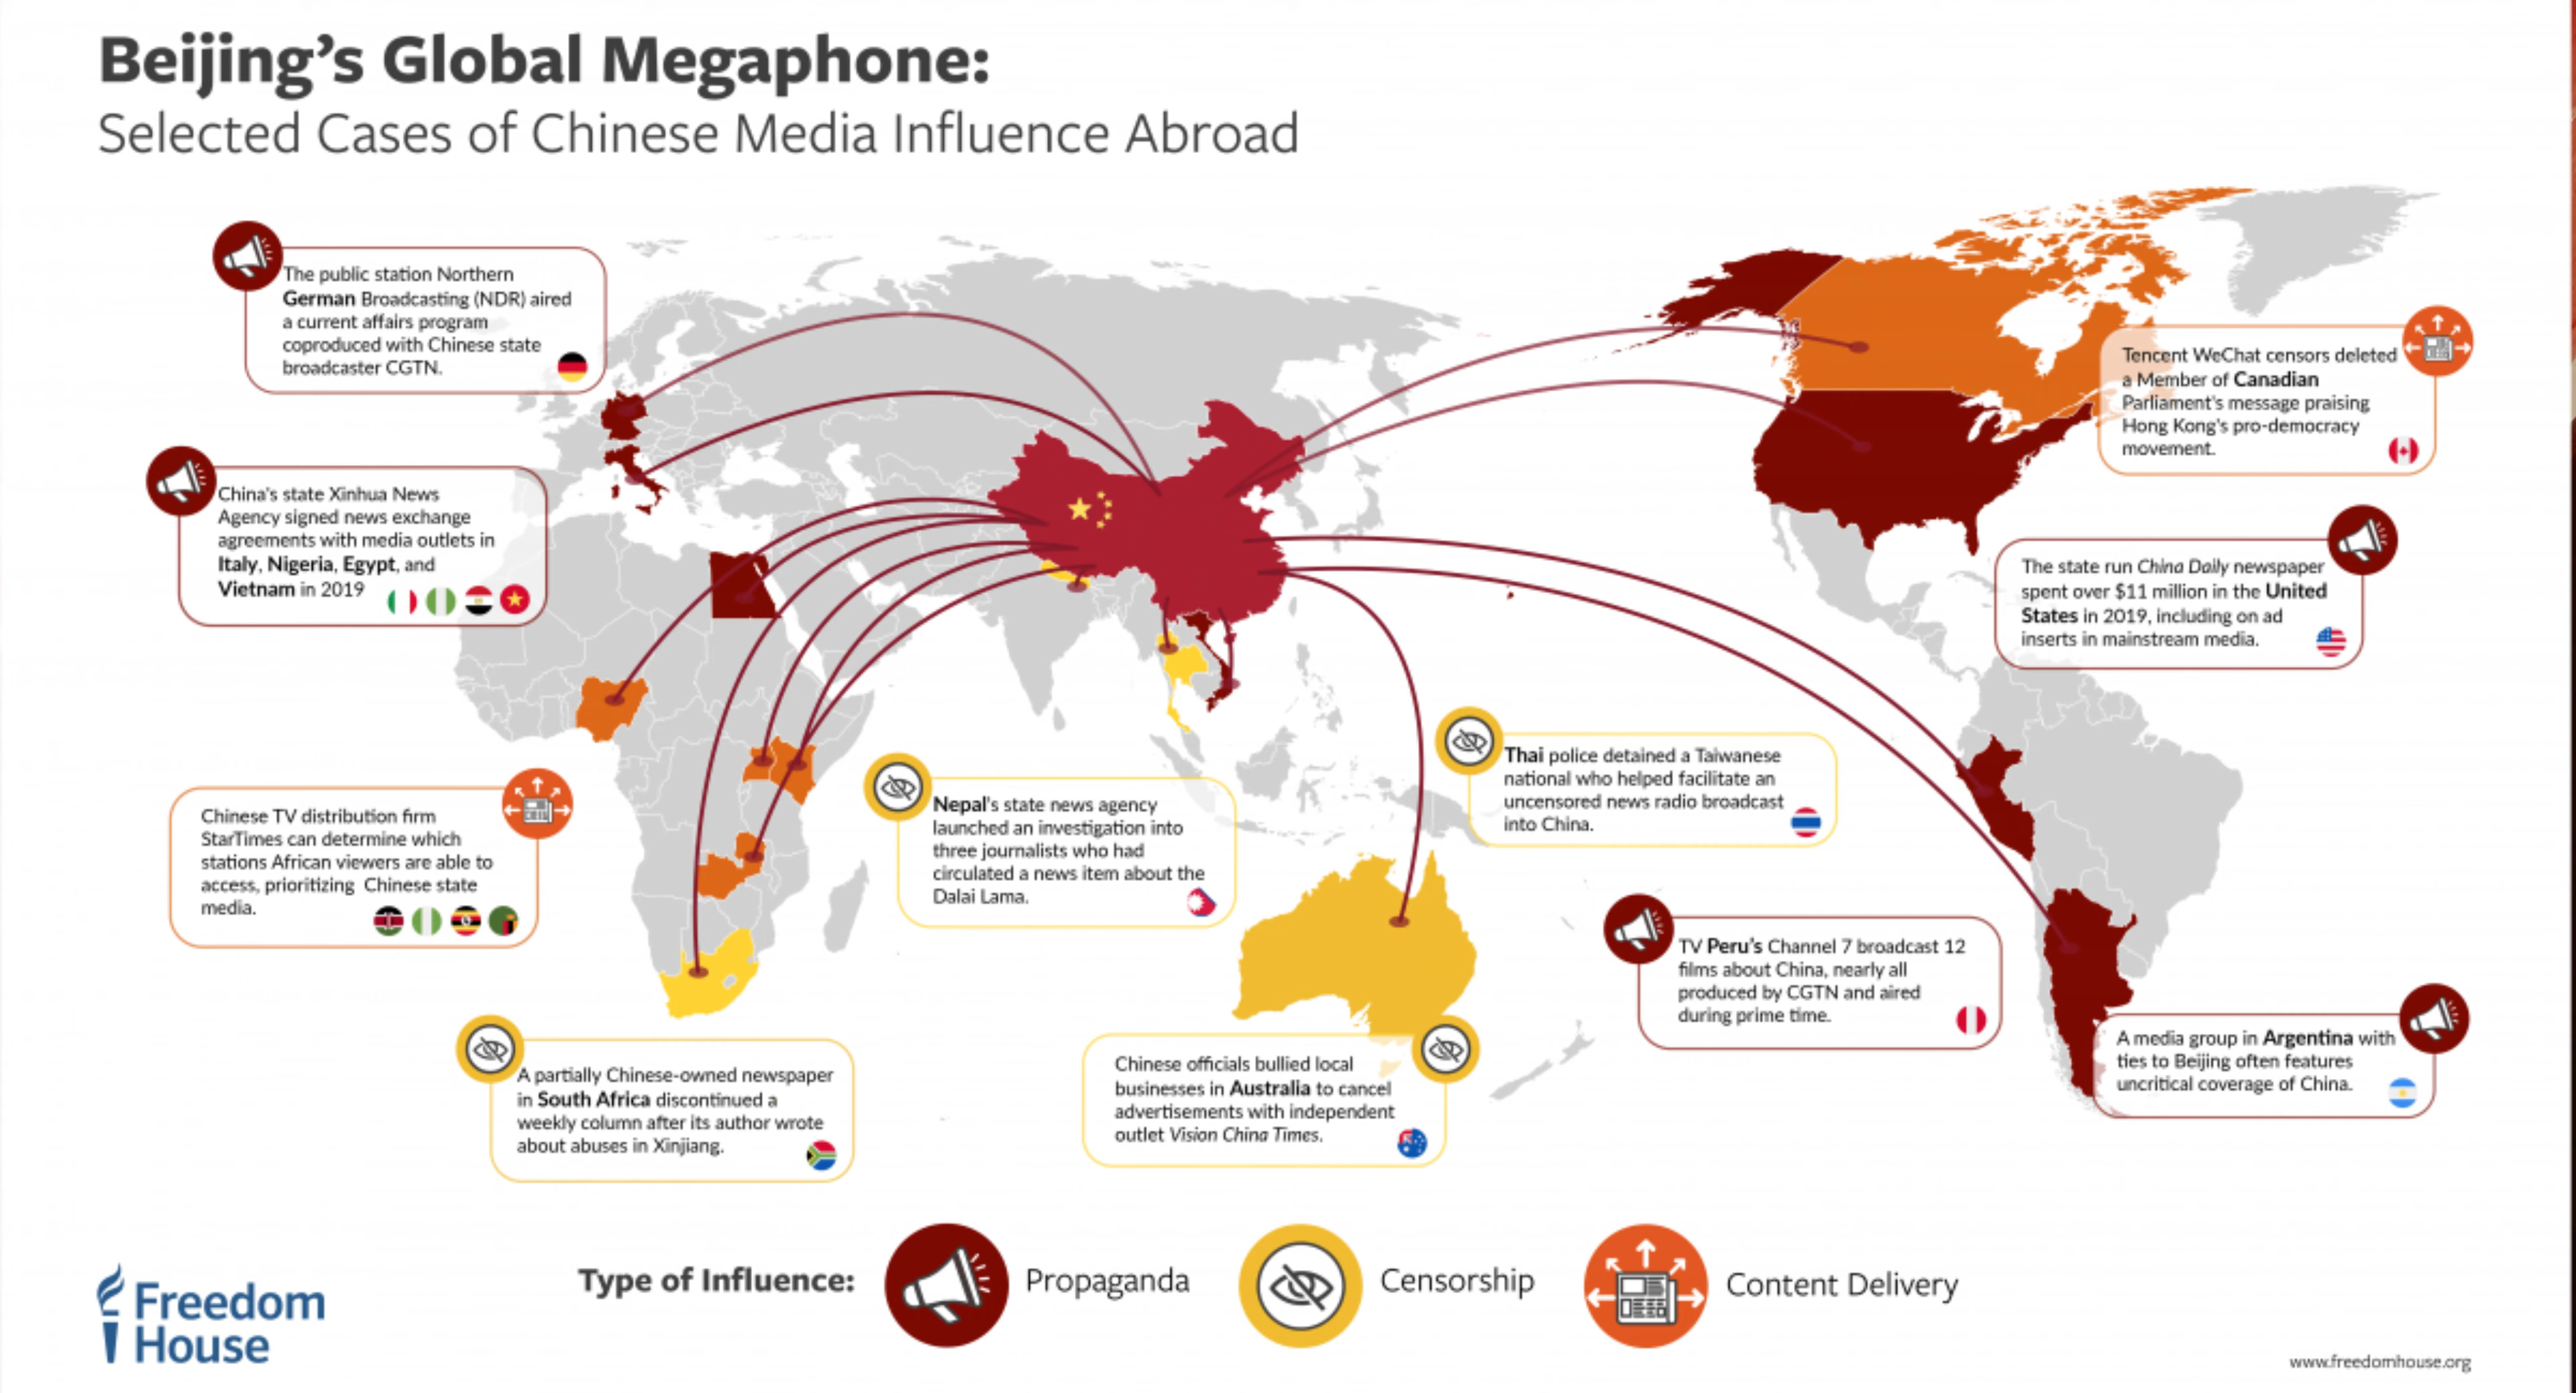 Beijing's Global Megaphone:
Selected Cases of Chinese Media Influence Abroad
The public station Northern
German Broadcasting (NDR) aired
a current affairs program
coproduced with Chinese state
broadcaster CGTN.
China's state Xinhua News
Agency signed news exchange
agreements with media outlets in
Italy, Nigeria, Egypt, and
Vietnam in 2019
Chinese TV distribution firm
StarTimes can determine which
stations African viewers are able to
access, prioritizing Chinese state
media.
A partially Chinese-owned newspaper
in South Africa discontinued a
weekly column after its author wrote
about abuses in Xinjiang.
Nepal's state news agency
launched an investigation into
three journalists who had
circulated a news item about the
Dalai Lama.
Chinese officials bullied local
businesses in Australia to cancel
advertisements with independent
outlet Vision China Times.
Thai police detained a Taiwanese
national who helped facilitate an
uncensored news radio broadcast
into China.
TV Peru's Channel 7 broadcast 12
films about China, nearly all
produced by CGTN and aired
during prime time.
Tencent WeChat censors deleted
a Member of Canadian
Parliament's message praising
Hong Kong's pro-democracy
movement.
The state run China Daily newspaper
spent over $11 million in the United
States in 2019, including on ad
inserts in mainstream media.
A media group in Argentina with
ties to Beijing often features
uncritical coverage of China.
Type of Influence:
Propaganda
Censorship
Content Delivery
Freedom
House
www.freedomhouse.org